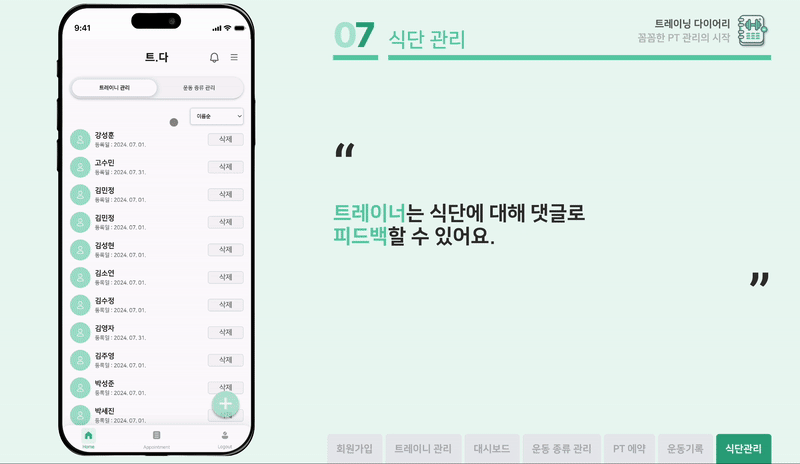 9:41
트.다
트레이니 관리
운동 종류 관리
이름순
강성훈
등록일 : 2024. 07. 01.
삭제
고수민
등록일 : 2024. 07. 31.
삭제
김민정
등록일 : 2024. 07. 01.
삭제
김민정
등록일 : 2024. 07. 01.
삭제
김성현
등록일 : 2024. 07. 01.
삭제
김소연
등록일 : 2024. 07. 01.
삭제
김수정
등록일 : 2024. 07. 01.
삭제
김영자
등록일 : 2024. 07. 31.
삭제
김주영
등록일 : 2024. 07. 01.
삭제
박성준
등록일 : 2024. 07. 01.
삭제
박세진
등록일 : 2024. 07. 01.
Home
Appointment
Logout
07 식단 관리
트레이닝 다이어리
꼼꼼한 PT 관리의 시작
“
트레이너는 식단에 대해 댓글로
피드백할 수 있어요.
”
회원가입
트레이니 관리
대시보드
운동 종류 관리
PT 예약
운동기록
식단관리